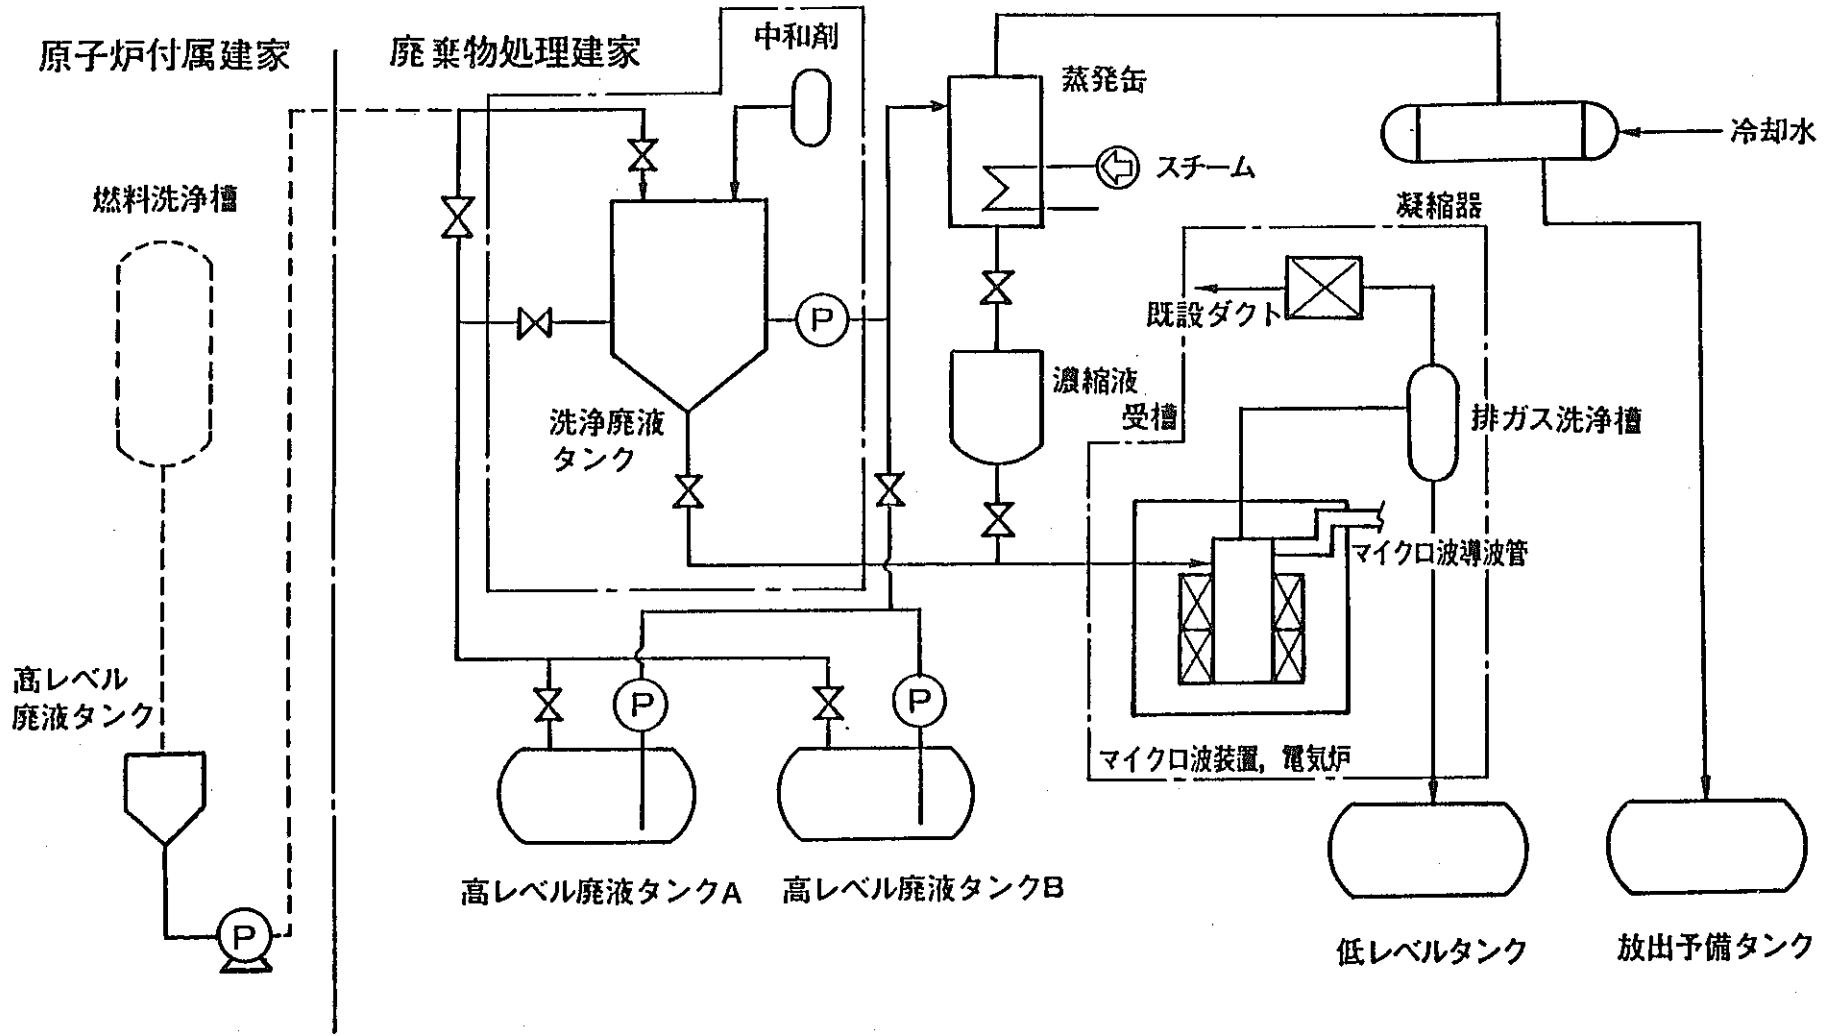 原子炉付属建家
廃棄物処理建家
中和剤
蒸発缶
冷却水
スチーム
燃料洗浄槽
凝縮器
既設ダクト
P
濃縮液
受槽
洗浄廃液
タンク
排ガス洗浄槽
マイクロ波導波管
高レベル
廃液タンク
P
P
マイクロ波装置，電気炉
高レベル廃液タンクA
高レベル廃液タンクB
P
低レベルタンク
放出予備タンク